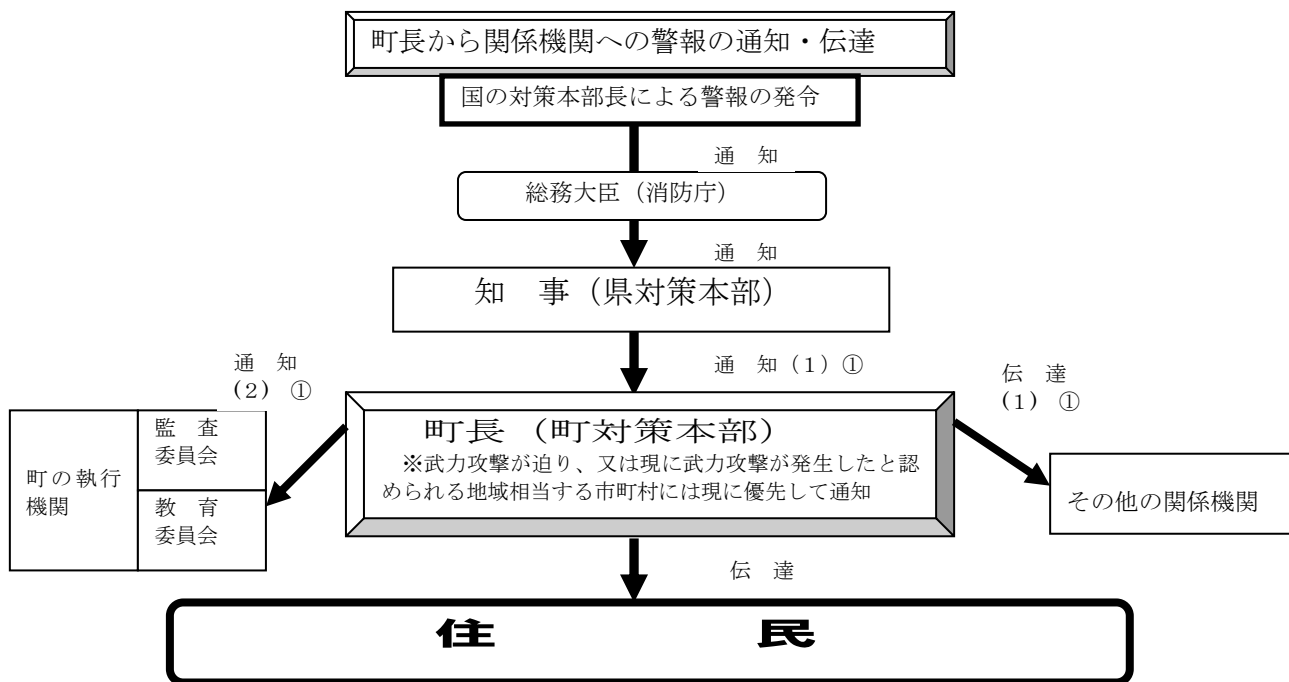 町長から関係機関への警報の通知・伝達
国の対策本部長による警報の発令
通　知
総務大臣（消防庁）
通　知
知　事（県対策本部）
通　知（１）①
通　知
(２) ①
伝　達
(１) ①
町の執行
機関
監　査
委員会
教　育
委員会
町長（町対策本部）
※武力攻撃が迫り、又は現に武力攻撃が発生したと認
められる地域相当する市町村には現に優先して通知
その他の関係機関
伝　達
住　　　　民